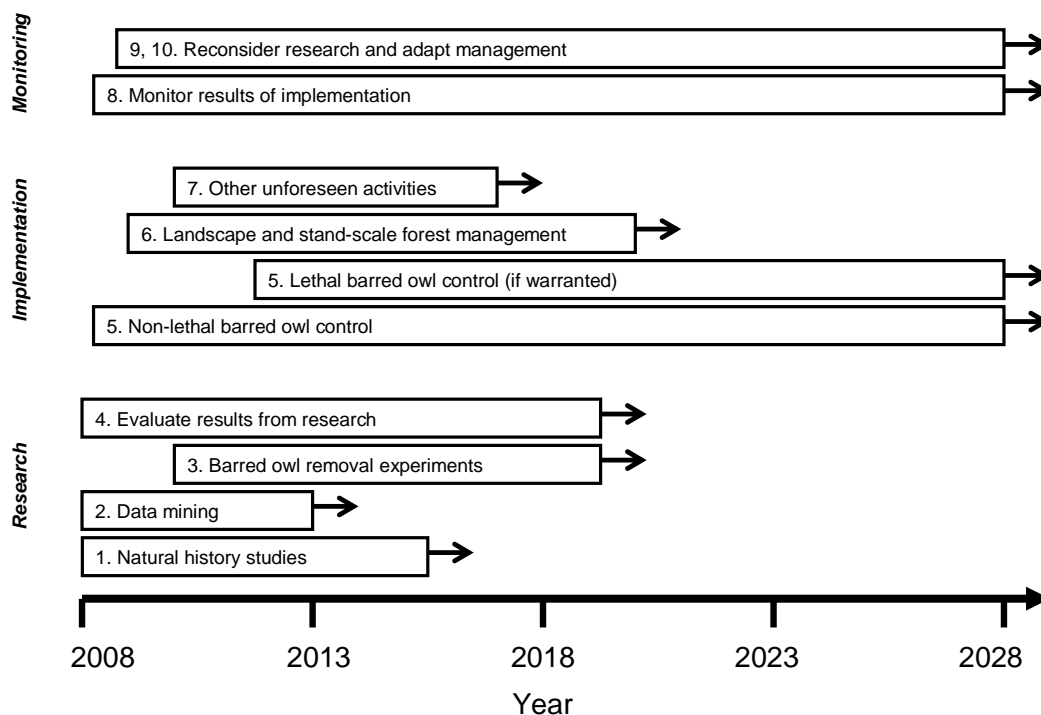 Monitoring
9, 10. Reconsider research and adapt management
8. Monitor results of implementation
Implementation
7. Other unforeseen activities
6. Landscape and stand-scale forest management
5. Lethal barred owl control (if warranted)
5. Non-lethal barred owl control
Research
4. Evaluate results from research
3. Barred owl removal experiments
2. Data mining
1. Natural history studies
2008 2013 2018 2023 2028
Year